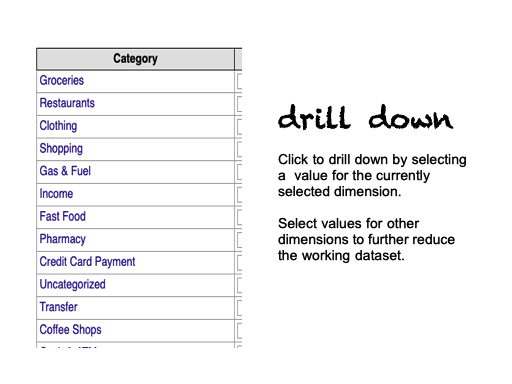 Category
Groceries
Restaurants
Clothing
Shopping
Gas & Fuel
Income
Fast Food
Pharmacy
Credit Card Payment
Uncategorized
Transfer
Coffee Shops
drill down
Click to drill down by selecting
a value for the currently
selected dimension.
Select values for other
dimensions to further reduce
the working dataset.